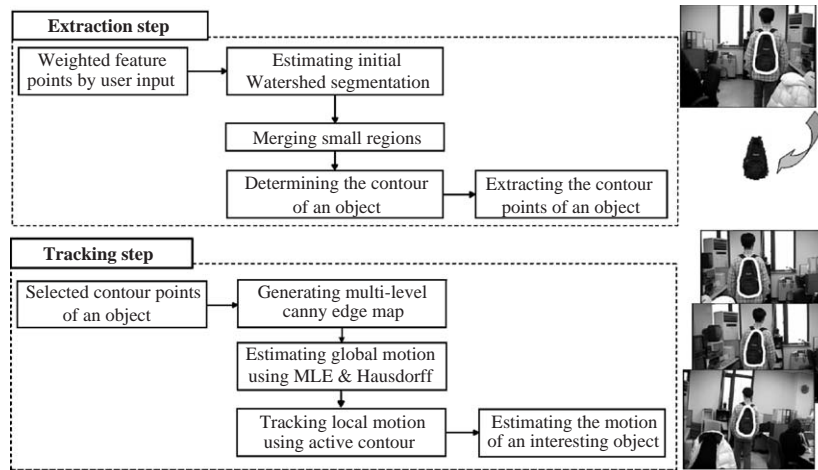 Extraction step
Weighted feature
points by user input
Estimating initial
Watershed segmentation
Merging small regions
Determining the contour
of an object
Extracting the contour
points of an object
Tracking step
Selected contour points
of an object
Generating multi-level
canny edge map
Estimating global motion
using MLE & Hausdorff
Tracking local motion
using active contour
Estimating the motion
of an interesting object